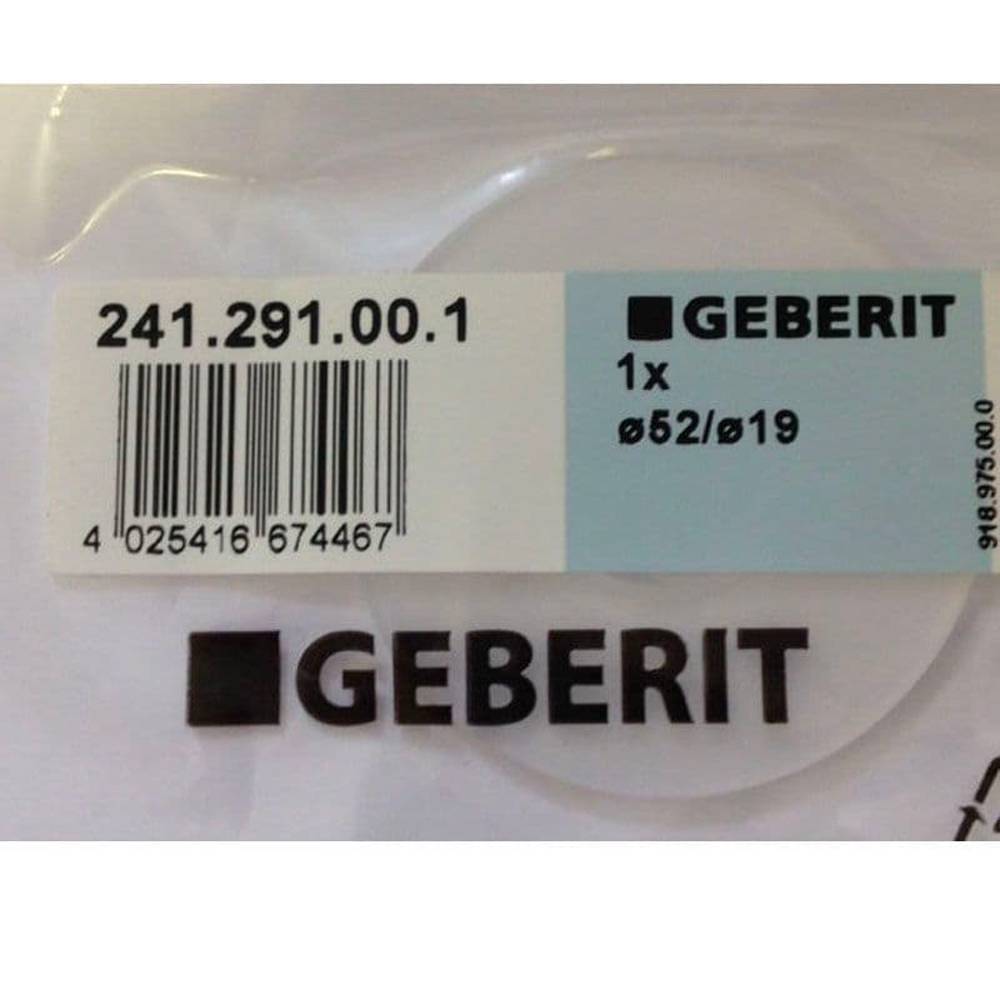 241.291.00.1
4 025416 674467
GEBERIT
1x
ø52/ø19
918.975.00.0
GEBERIT